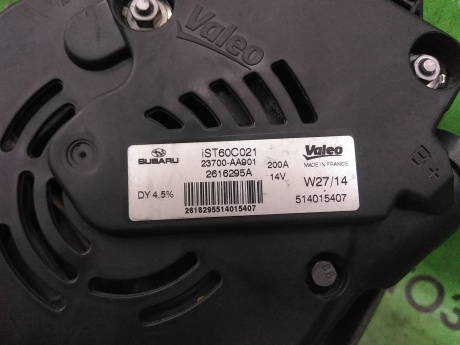 Valeo
SUBARU
iST60C021
23700-AA901
2616295A
200A
14V
Valeo
MADE IN FRANCE
DY 4.5%
W27/14
514015407
2616295514015407
B+